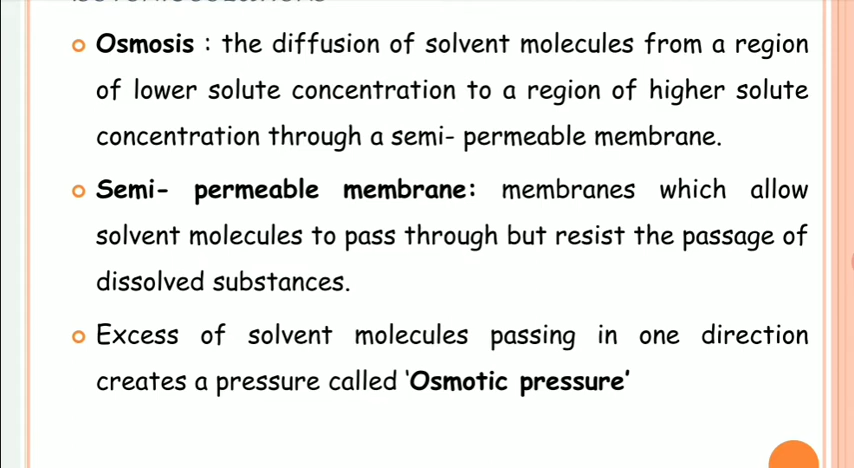 Osmosis : the diffusion of solvent molecules from a region
of lower solute concentration to a region of higher solute
concentration through a semi- permeable membrane.
Semi- permeable membrane: membranes which allow
solvent molecules to pass through but resist the passage of
dissolved substances.
Excess of solvent molecules passing in one direction
creates a pressure called 'Osmotic pressure'